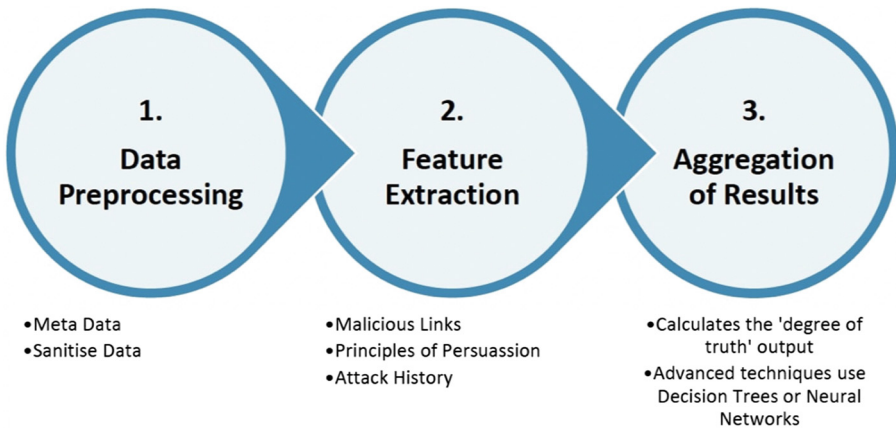 1.
Data
Preprocessing
•Meta Data
•Sanitise Data
2.
Feature
Extraction
•Malicious Links
•Principles of Persuassion
•Attack History
3.
Aggregation
of Results
•Calculates the 'degree of
truth' output
•Advanced techniques use
Decision Trees or Neural
Networks